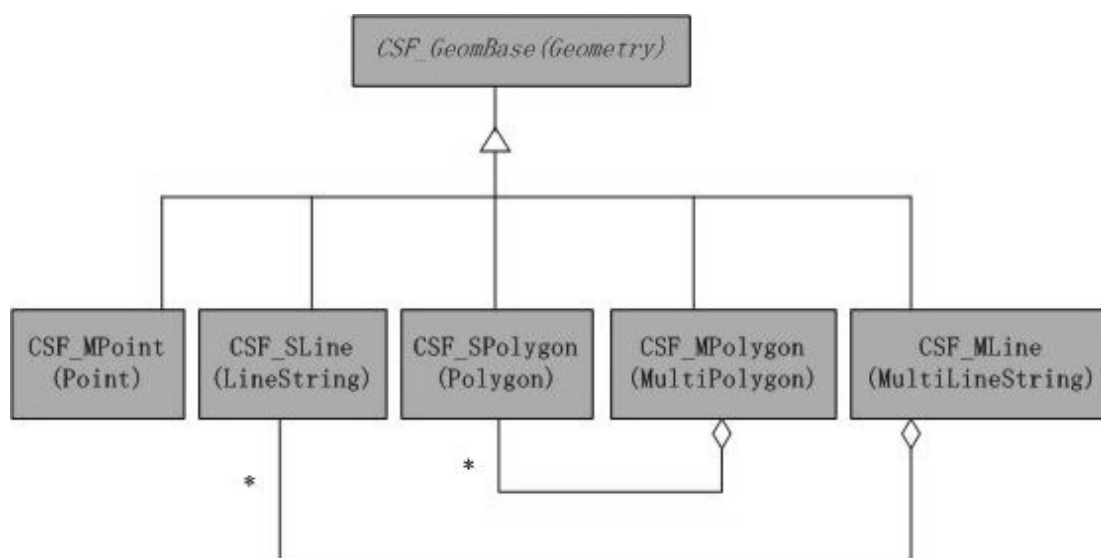 CSF_GeomBase(Geometry)
CSF_MPoint
(Point)
CSF_SLine
(LineString)
CSF_SPolygon
(Polygon)
CSF_MPolygon
(MultiPolygon)
CSF_MLine
(MultiLineString)
*
*